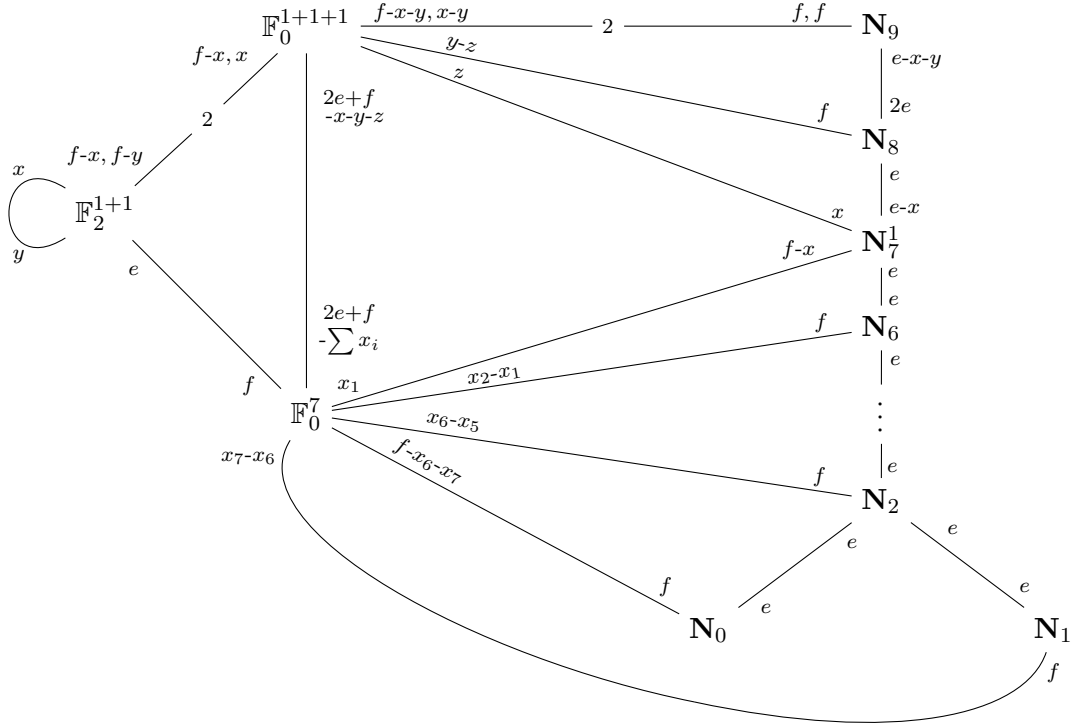 𝔽₀¹⁺¹⁺¹
f-x-y, x-y
2
f, f
N₉
f-x, x
y-z
z
e-x-y
2e+f
-x-y-z
2e
2
f
N₈
f-x, f-y
e
x
𝔽₂¹⁺¹
e-x
x
N₇¹
y
f-x
e
e
e
2e+f
-∑ xᵢ
f
N₆
x₂-x₁
e
f
x₁
𝔽₀⁷
x₆-x₅
⋮
x₇-x₆
f-x₆-x₇
e
f
N₂
e
e
f
e
e
N₀
N₁
f